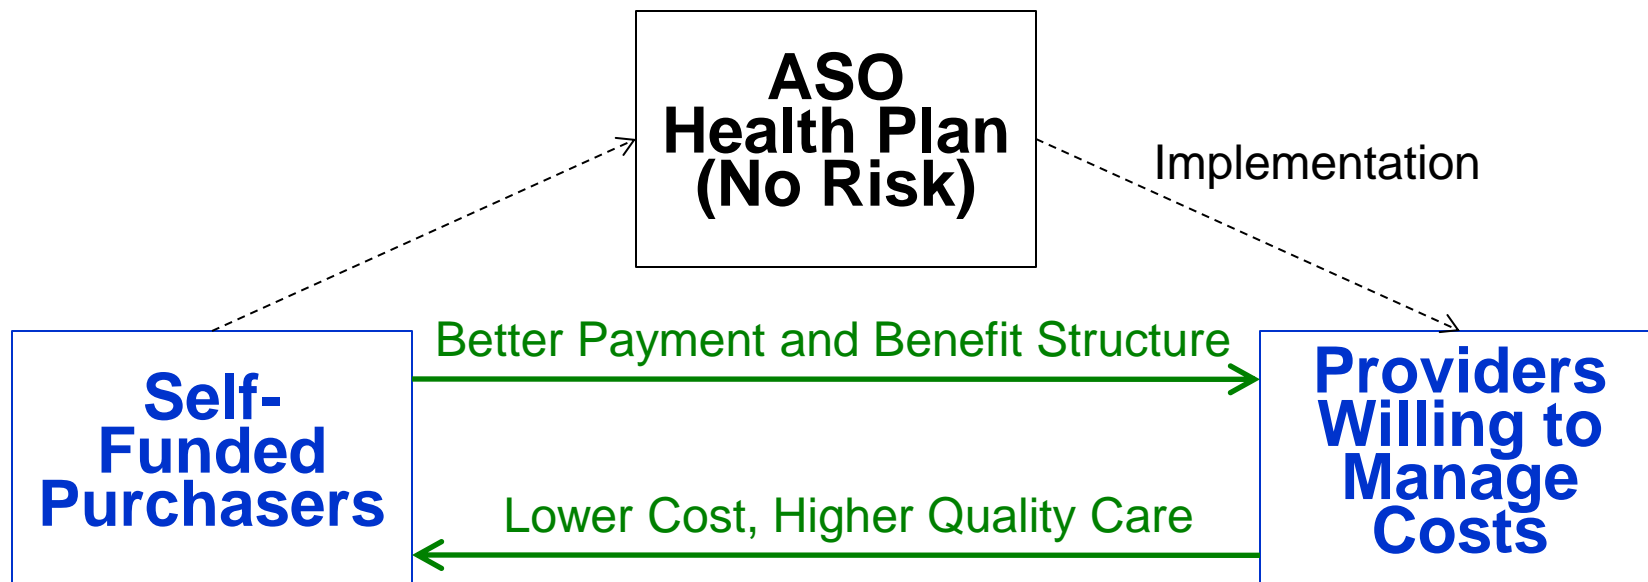 ASO
Health Plan
(No Risk)
Implementation
Better Payment and Benefit Structure
Self-
Funded
Purchasers
Providers
Willing to
Manage
Costs
Lower Cost, Higher Quality Care